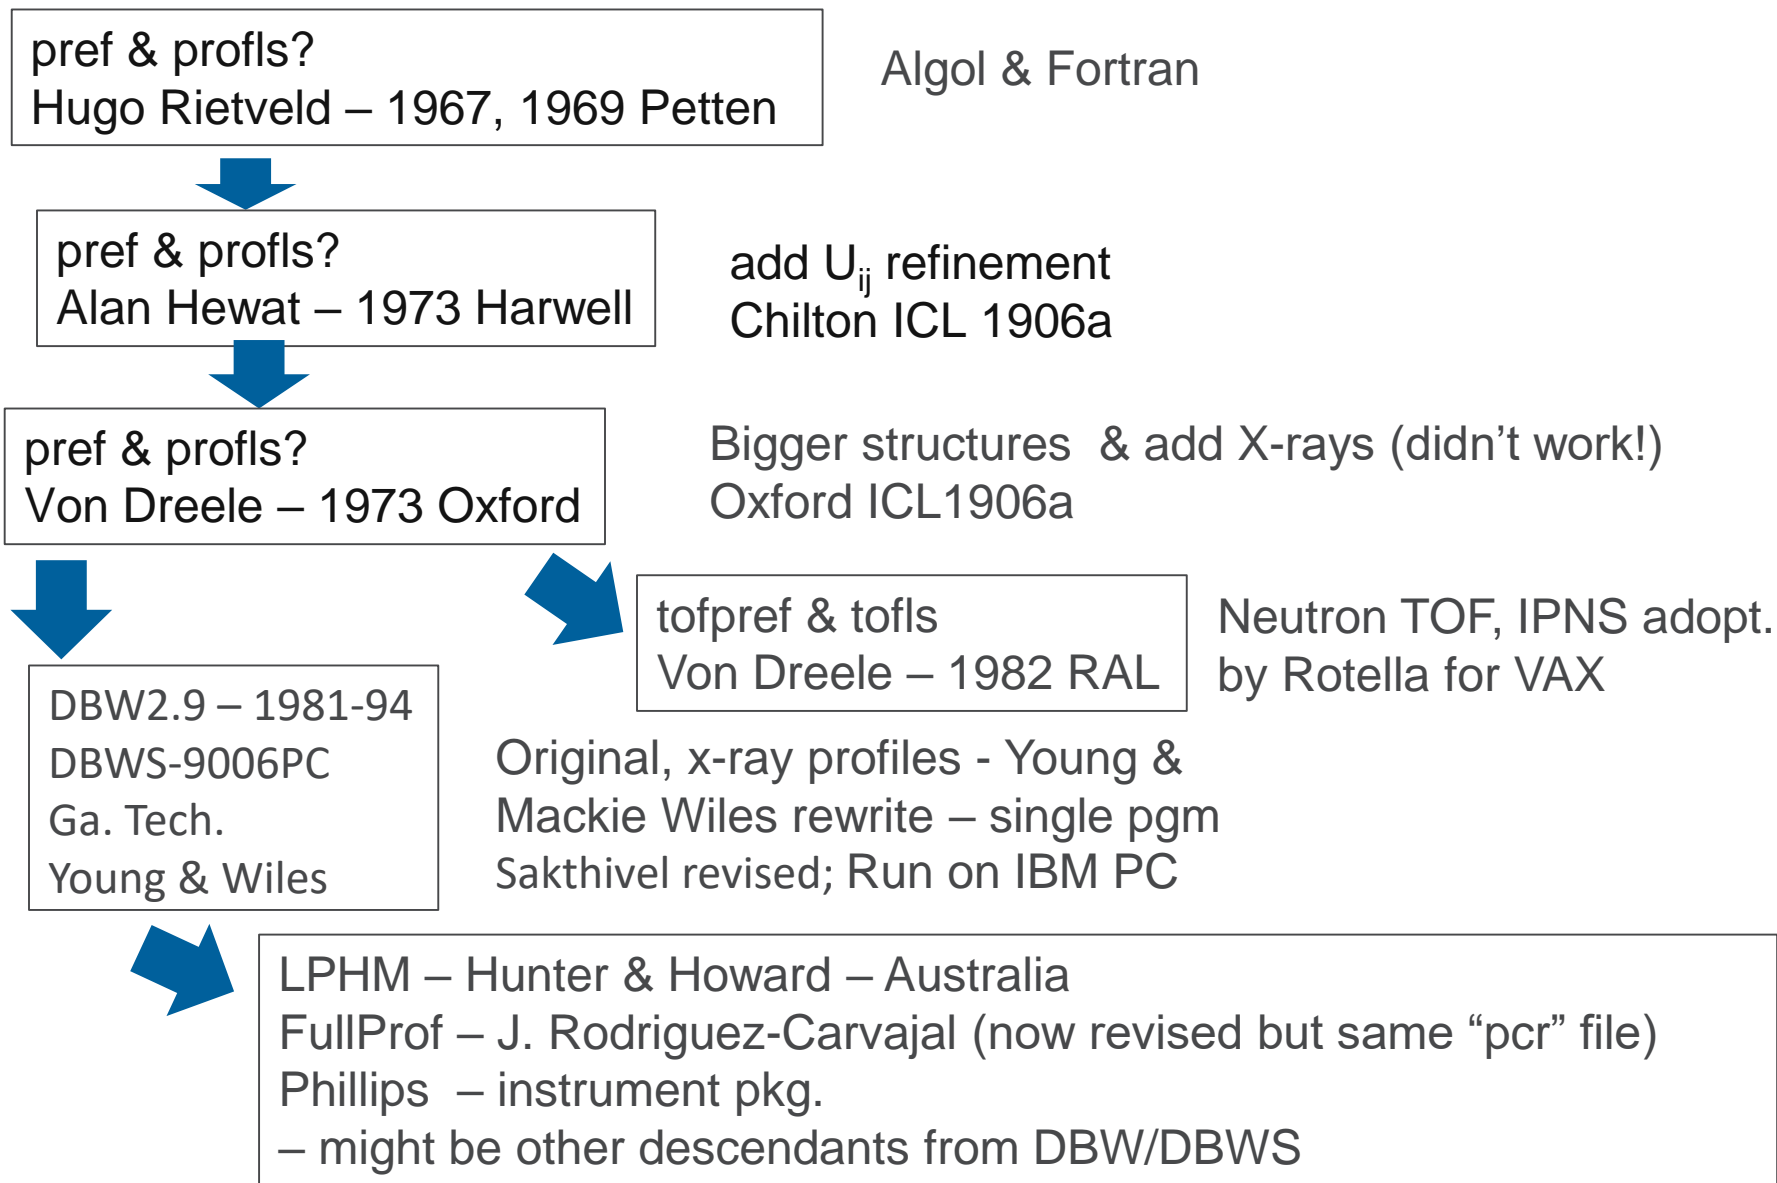 pref & profls?
Hugo Rietveld – 1967, 1969 Petten
Algol & Fortran
pref & profls?
Alan Hewat – 1973 Harwell
add Uij refinement
Chilton ICL 1906a
pref & profls?
Von Dreele – 1973 Oxford
Bigger structures & add X-rays (didn’t work!)
Oxford ICL1906a
tofpref & tofls
Von Dreele – 1982 RAL
Neutron TOF, IPNS adopt.
by Rotella for VAX
DBW2.9 – 1981-94
DBWS-9006PC
Ga. Tech.
Young & Wiles
Original, x-ray profiles - Young &
Mackie Wiles rewrite – single pgm
Sakthivel revised; Run on IBM PC
LPHM – Hunter & Howard – Australia
FullProf – J. Rodriguez-Carvajal (now revised but same “pcr” file)
Phillips – instrument pkg.
– might be other descendants from DBW/DBWS